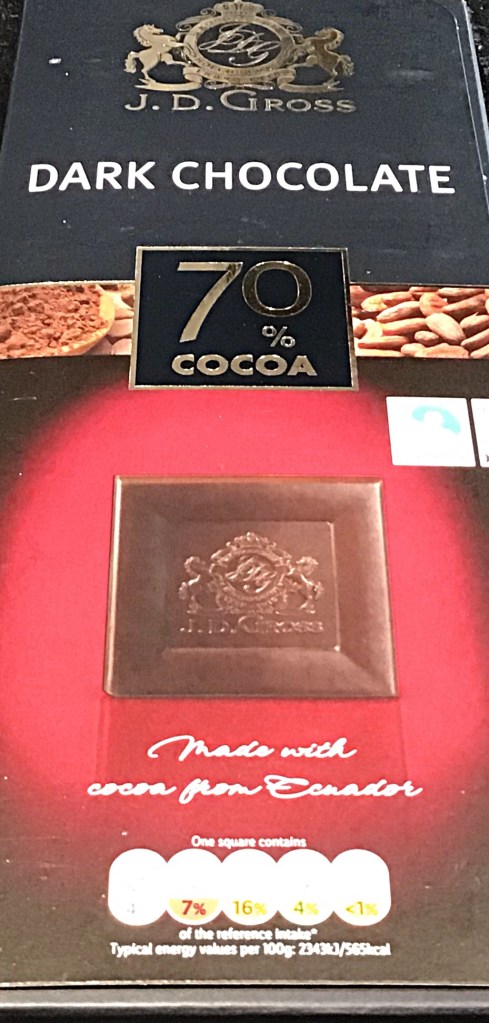 J. D. GROSS
DARK CHOCOLATE
70
%
COCOA
J. D. GROSS
Made with
cocoa from Ecuador
One square contains
7% 16% 4% <1%
of the reference intake*
Typical energy values per 100g: 2343kJ/565kcal